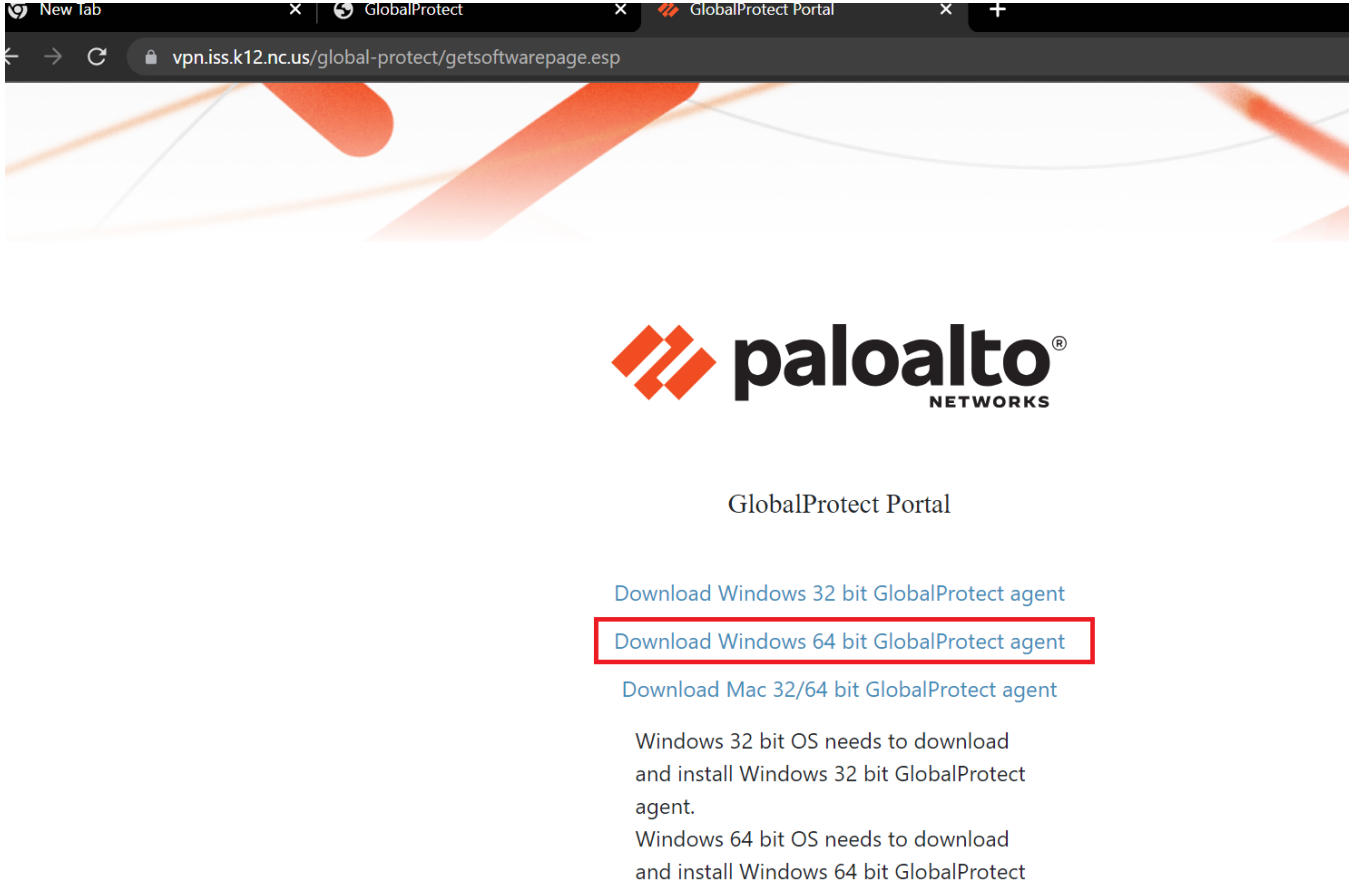 New Tab
GlobalProtect
GlobalProtect Portal
vpn.iss.k12.nc.us/global-protect/getsoftwarepage.esp
paloalto®
NETWORKS
GlobalProtect Portal
Download Windows 32 bit GlobalProtect agent
Download Windows 64 bit GlobalProtect agent
Download Mac 32/64 bit GlobalProtect agent
Windows 32 bit OS needs to download
and install Windows 32 bit GlobalProtect
agent.
Windows 64 bit OS needs to download
and install Windows 64 bit GlobalProtect